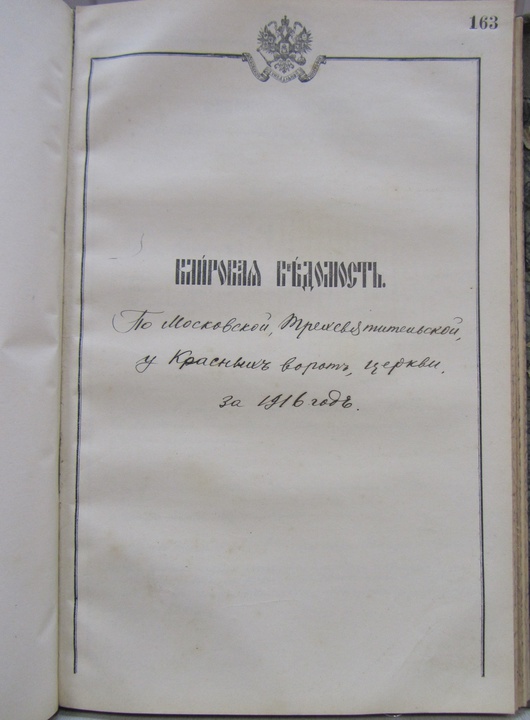 163
Клировая вѣдомость.
По Московской, Трехсвятительской,
у Красныхъ воротъ, церкви,
за 1916 годъ.